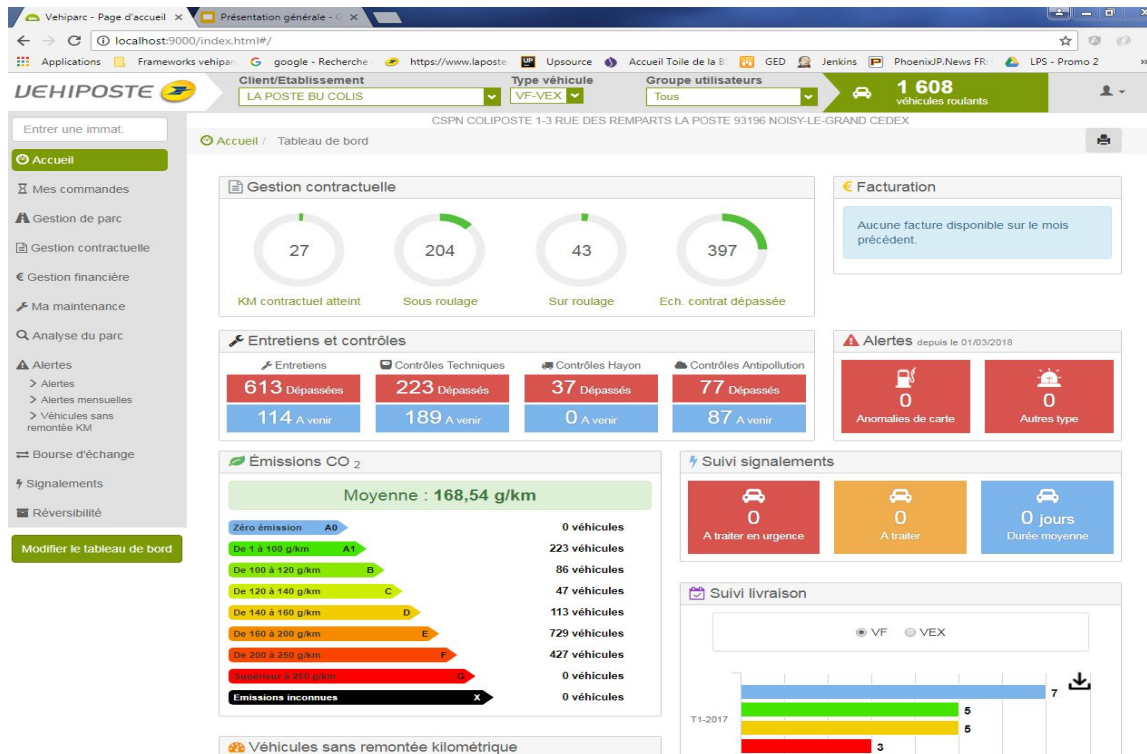 Vehiparc - Page d'accueil
Présentation générale - G
localhost:9000/index.html#/
Applications
Frameworks vehipar
google - Recherche
https://www.laposte
Upsource
Accueil Toile de la B
GED
Jenkins
PhoenixJP.News FR:
LPS - Promo 2
VEHIPOSTE
Client/Etablissement
LA POSTE BU COLIS
Type véhicule
VF-VEX
Groupe utilisateurs
Tous
1 608
véhicules roulants
CSPN COLIPOSTE 1-3 RUE DES REMPARTS LA POSTE 93196 NOISY-LE-GRAND CEDEX
Entrer une immat.
Accueil / Tableau de bord
Accueil
Mes commandes
Gestion de parc
Gestion contractuelle
Gestion financière
Ma maintenance
Analyse du parc
Alertes
> Alertes
> Alertes mensuelles
> Véhicules sans
remontée KM
Bourse d'échange
Signalements
Réversibilité
Modifier le tableau de bord
Gestion contractuelle
27
204
43
397
KM contractuel atteint
Sous roulage
Sur roulage
Ech. contrat dépassée
€ Facturation
Aucune facture disponible sur le mois
précédent.
Entretiens et contrôles
Entretiens
Contrôles Techniques
Contrôles Hayon
Contrôles Antipollution
613 Dépassées
223 Dépassés
37 Dépassés
77 Dépassés
114 A venir
189 A venir
0 A venir
87 A venir
Alertes depuis le 01/03/2018
0
Anomalies de carte
0
Autres type
Émissions CO 2
Moyenne : 168,54 g/km
Zéro émission A0 0 véhicules
De 1 à 100 g/km A1 223 véhicules
De 100 à 120 g/km B 86 véhicules
De 120 à 140 g/km C 47 véhicules
De 140 à 160 g/km D 113 véhicules
De 160 à 200 g/km E 729 véhicules
De 200 à 250 g/km F 427 véhicules
Supérieur à 250 g/km G 0 véhicules
Emissions inconnues X 0 véhicules
Suivi signalements
0
A traiter en urgence
0
A traiter
0 jours
Durée moyenne
Suivi livraison
VF
VEX
T1-2017
7
5
5
3
Véhicules sans remontée kilométrique